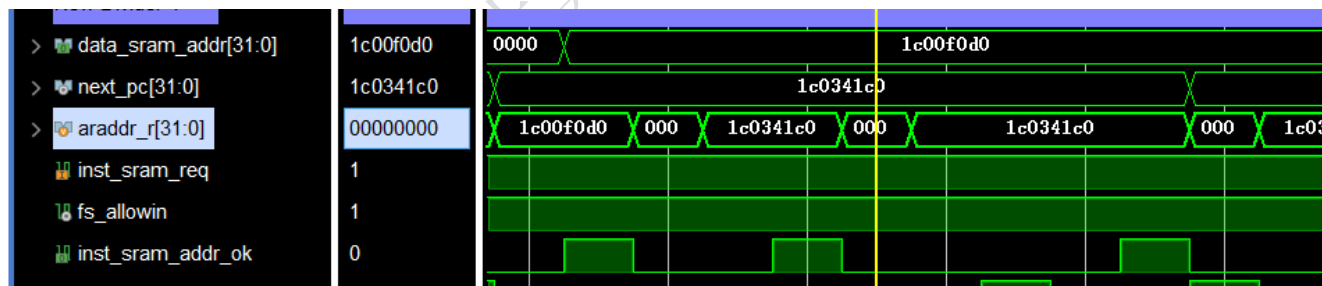 data_sram_addr[31:0] 1c00f0d0 0000 1c00f0d0
next_pc[31:0] 1c0341c0 1c0341c0
araddr_r[31:0] 00000000 1c00f0d0 000 1c0341c0 000 1c0341c0 000 1c03
inst_sram_req 1
fs_allowin 1
inst_sram_addr_ok 0